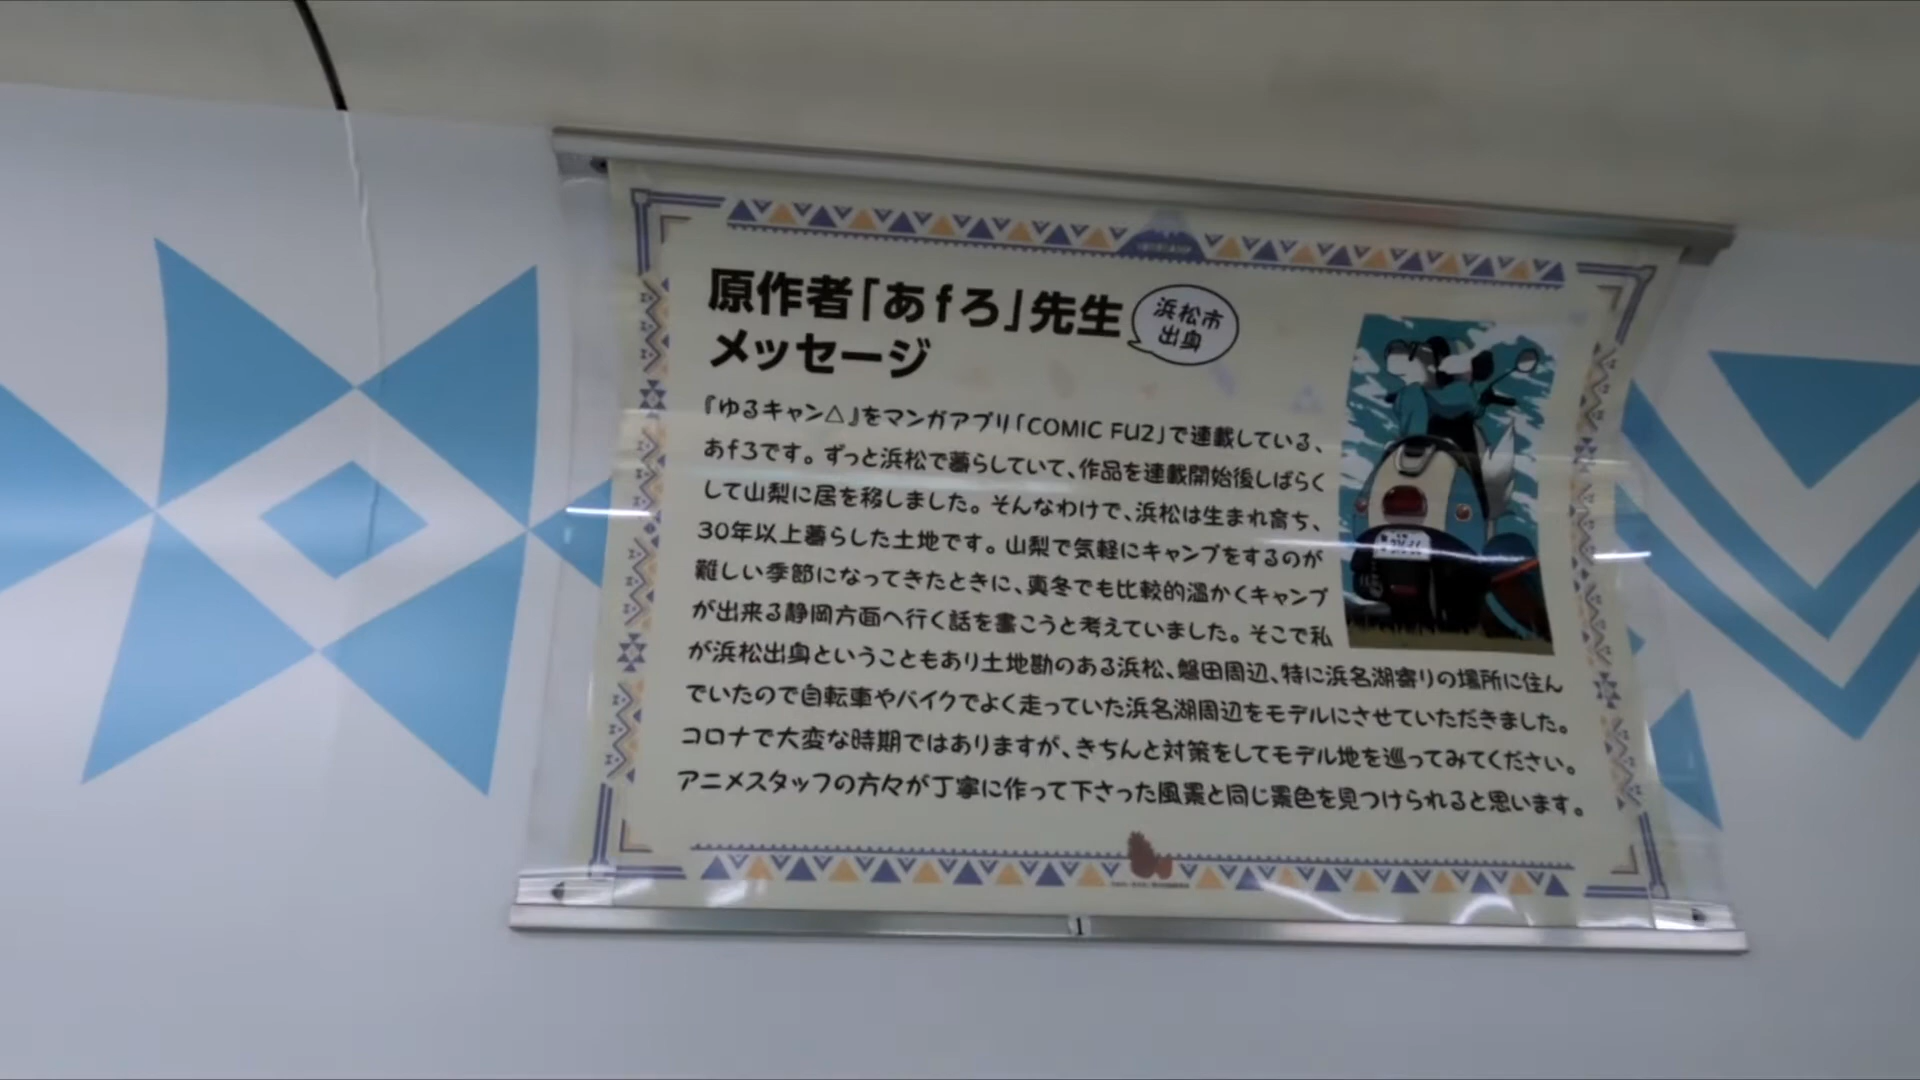 原作者「あfろ」先生
メッセージ
浜松市
出身
『ゆるキャン△』をマンガアプリ「COMIC FUZ」で連載している、
あfろです。ずっと浜松で暮らしていて、作品を連載開始後しばらく
して山梨に居を移しました。そんなわけで、浜松は生まれ育ち、
30年以上暮らした土地です。山梨で気軽にキャンプをするのが
難しい季節になってきたときに、真冬でも比較的温かくキャンプ
が出来る静岡方面へ行く話を書こうと考えていました。そこで私
が浜松出身ということもあり土地勘のある浜松、磐田周辺、特に浜名湖寄りの場所に住ん
でいたので自転車やバイクでよく走っていた浜名湖周辺をモデルにさせていただきました。
コロナで大変な時期ではありますが、きちんと対策をしてモデル地を巡ってみてください。
アニメスタッフの方々が丁寧に作って下さった風景と同じ景色を見つけられると思います。
1